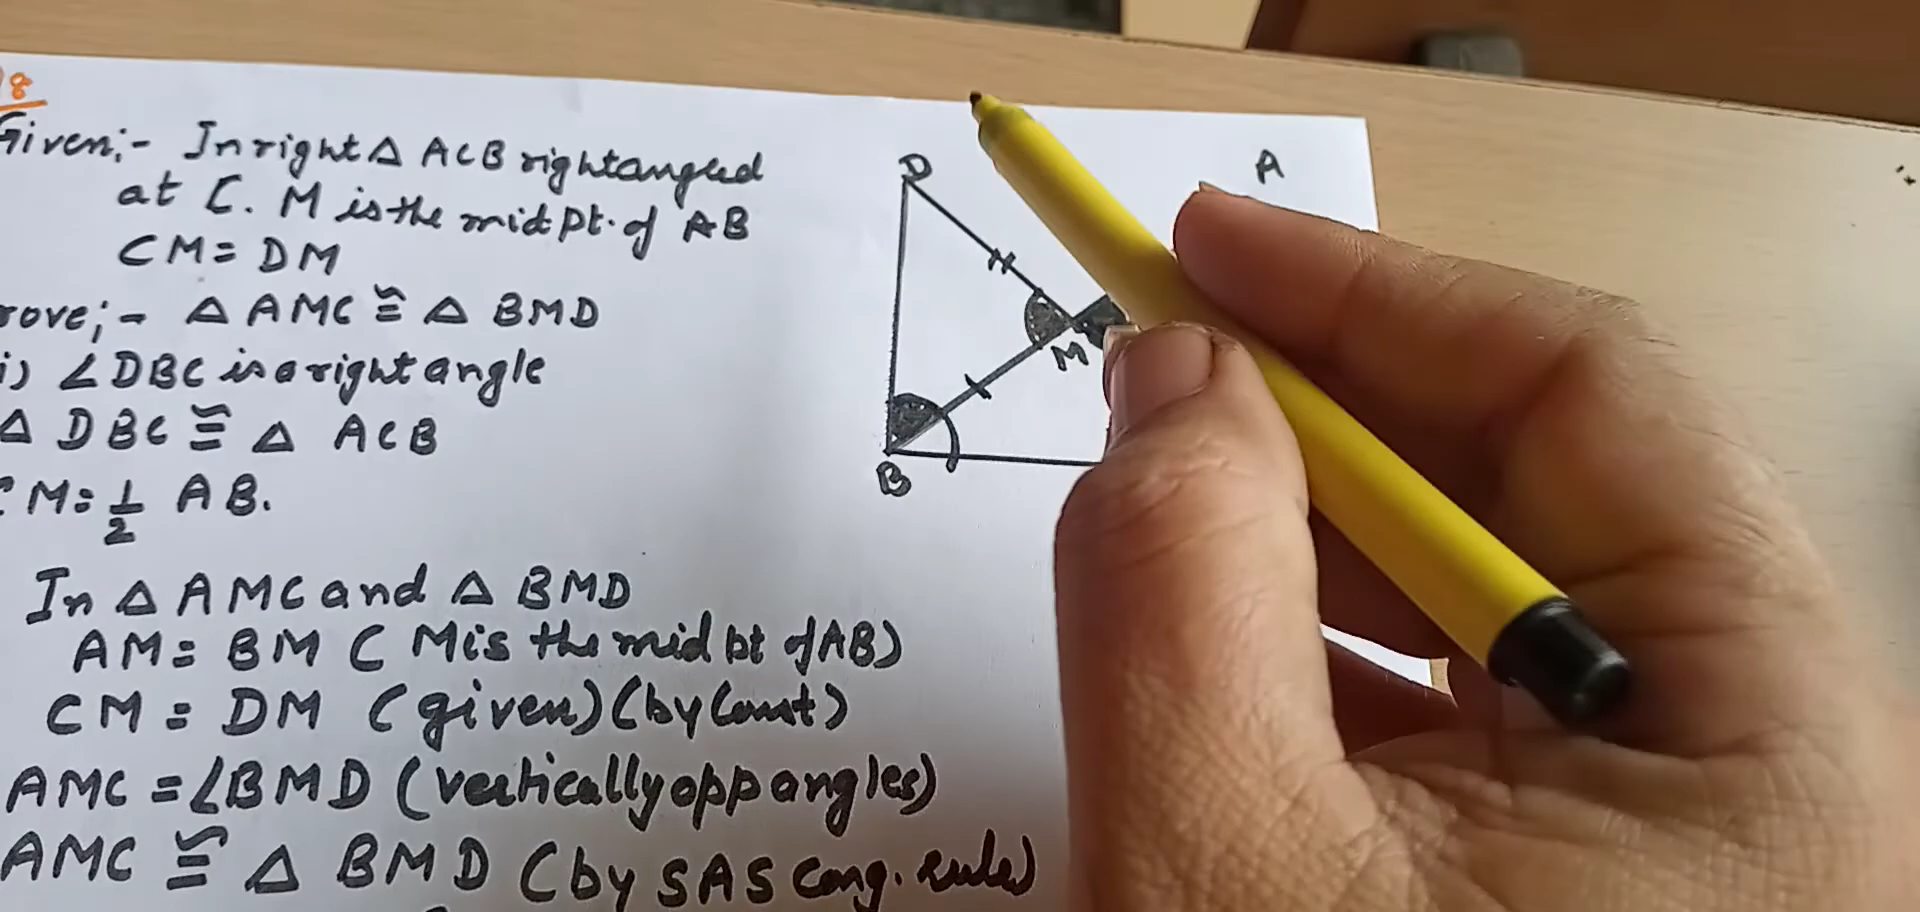 8
Given:- In right △ ACB rightangled
at C. M is the mid pt. of AB
CM= DM
rove;- △ AMC ≅ △ BMD
i) ∠DBC is a right angle
△ DBC ≅ △ ACB
CM= 1/2 AB.
In △ AMC and △ BMD
AM= BM ( M is the mid pt of AB)
CM = DM (given) (by Const)
AMC = ∠BMD (vertically opp angles)
AMC ≅ △ BMD (by SAS Cong. rule)
D
A
M
B